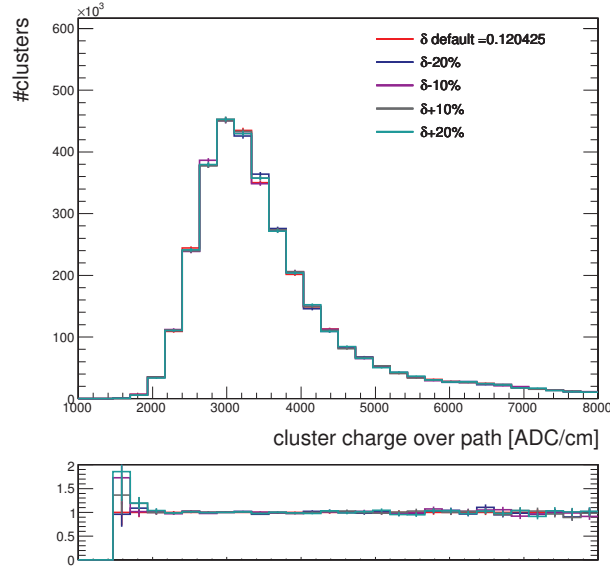 ×10³
600
500
400
300
200
100
0
#clusters
δ default =0.120425
δ-20%
δ-10%
δ+10%
δ+20%
1000 2000 3000 4000 5000 6000 7000 8000
cluster charge over path [ADC/cm]
2
1.5
1
0.5
0